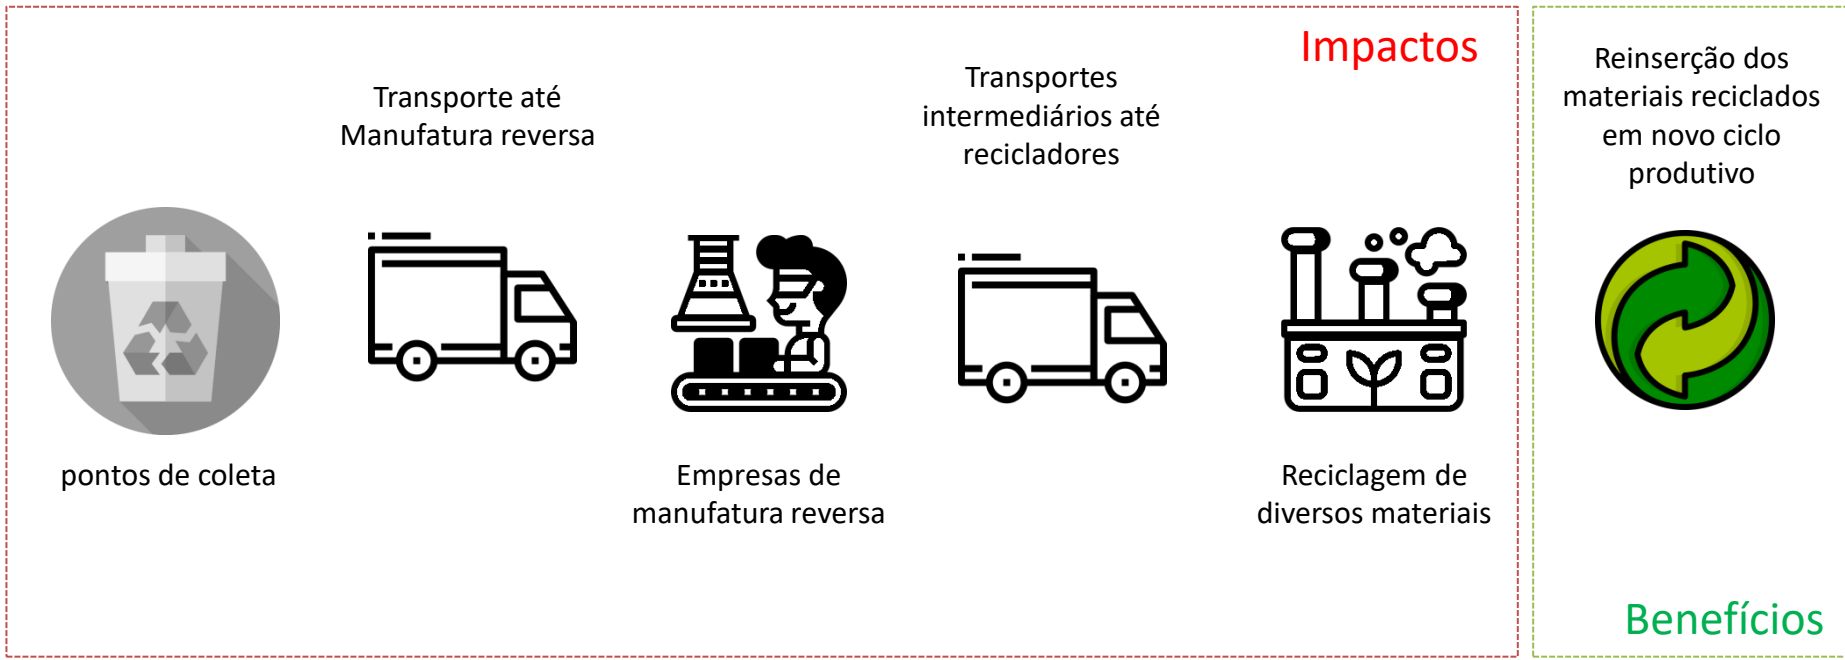 Impactos
Transporte até
Manufatura reversa
Transportes
intermediários até
recicladores
pontos de coleta
Empresas de
manufatura reversa
Reciclagem de
diversos materiais
Reinserção dos
materiais reciclados
em novo ciclo
produtivo
Benefícios